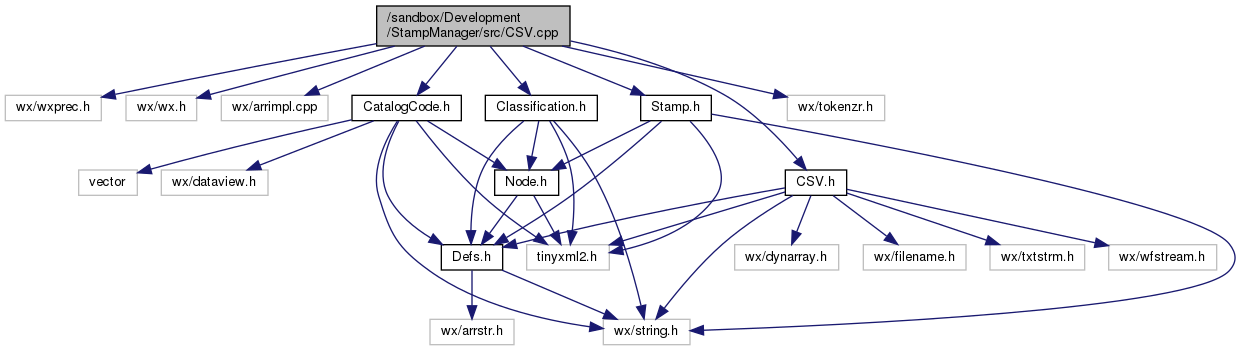 /sandbox/Development
/StampManager/src/CSV.cpp
wx/wxprec.h
wx/wx.h
wx/arrimpl.cpp
CatalogCode.h
Classification.h
Stamp.h
wx/tokenzr.h
vector
wx/dataview.h
Node.h
CSV.h
Defs.h
tinyxml2.h
wx/dynarray.h
wx/filename.h
wx/txtstrm.h
wx/wfstream.h
wx/arrstr.h
wx/string.h